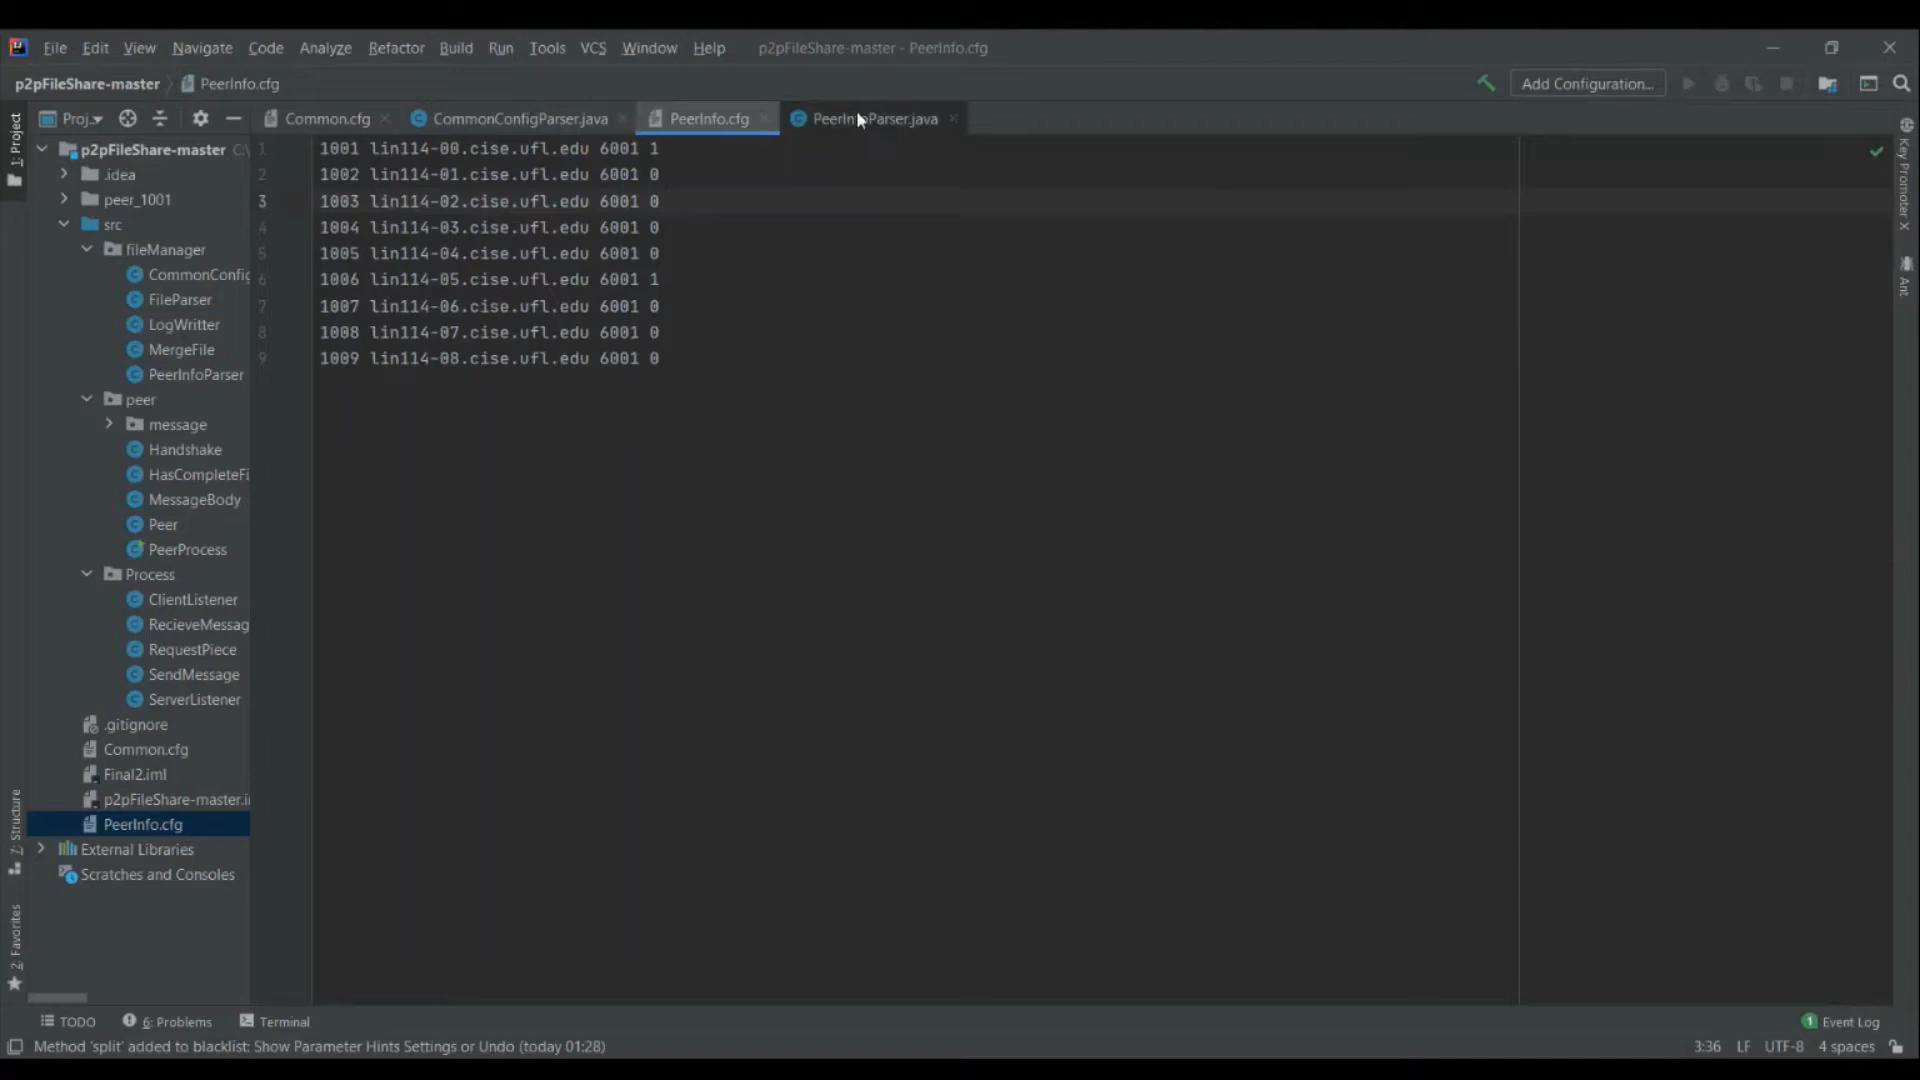 File Edit View Navigate Code Analyze Refactor Build Run Tools VCS Window Help p2pFileShare-master - PeerInfo.cfg
p2pFileShare-master PeerInfo.cfg Add Configuration...
Proj... Common.cfg CommonConfigParser.java PeerInfo.cfg PeerInfoParser.java
1: Project
p2pFileShare-master C:\
.idea
peer_1001
src
fileManager
CommonConfig
FileParser
LogWritter
MergeFile
PeerInfoParser
peer
message
Handshake
HasCompleteFi
MessageBody
Peer
PeerProcess
Process
ClientListener
RecieveMessag
RequestPiece
SendMessage
ServerListener
.gitignore
Common.cfg
Final2.iml
p2pFileShare-master.i
PeerInfo.cfg
External Libraries
Scratches and Consoles
1 1001 lin114-00.cise.ufl.edu 6001 1
2 1002 lin114-01.cise.ufl.edu 6001 0
3 1003 lin114-02.cise.ufl.edu 6001 0
4 1004 lin114-03.cise.ufl.edu 6001 0
5 1005 lin114-04.cise.ufl.edu 6001 0
6 1006 lin114-05.cise.ufl.edu 6001 1
7 1007 lin114-06.cise.ufl.edu 6001 0
8 1008 lin114-07.cise.ufl.edu 6001 0
9 1009 lin114-08.cise.ufl.edu 6001 0
Key Promoter X
Ant
7: Structure
2: Favorites
TODO 6: Problems Terminal 1 Event Log
Method 'split' added to blacklist: Show Parameter Hints Settings or Undo (today 01:28) 3:36 LF UTF-8 4 spaces